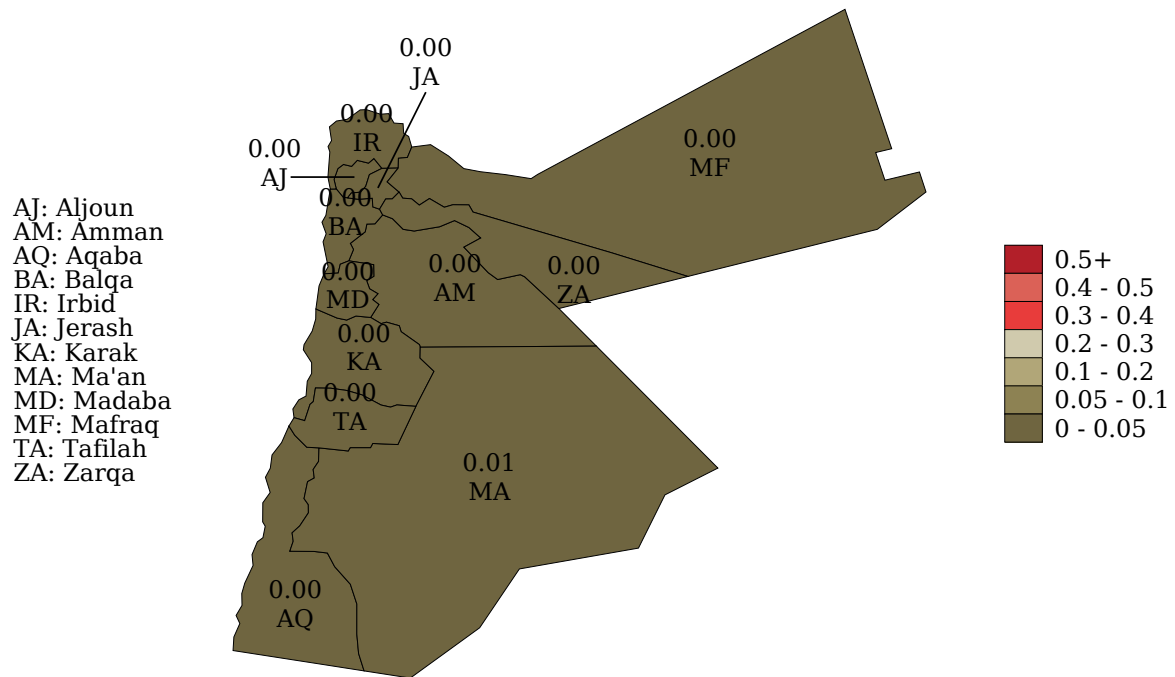 0.00
JA
0.00
IR
0.00
AJ
0.00
MF
0.00
BA
0.00
MD
0.00
AM
0.00
ZA
0.00
KA
0.00
TA
0.01
MA
0.00
AQ
AJ: Aljoun
AM: Amman
AQ: Aqaba
BA: Balqa
IR: Irbid
JA: Jerash
KA: Karak
MA: Ma'an
MD: Madaba
MF: Mafraq
TA: Tafilah
ZA: Zarqa
0.5+
0.4 - 0.5
0.3 - 0.4
0.2 - 0.3
0.1 - 0.2
0.05 - 0.1
0 - 0.05